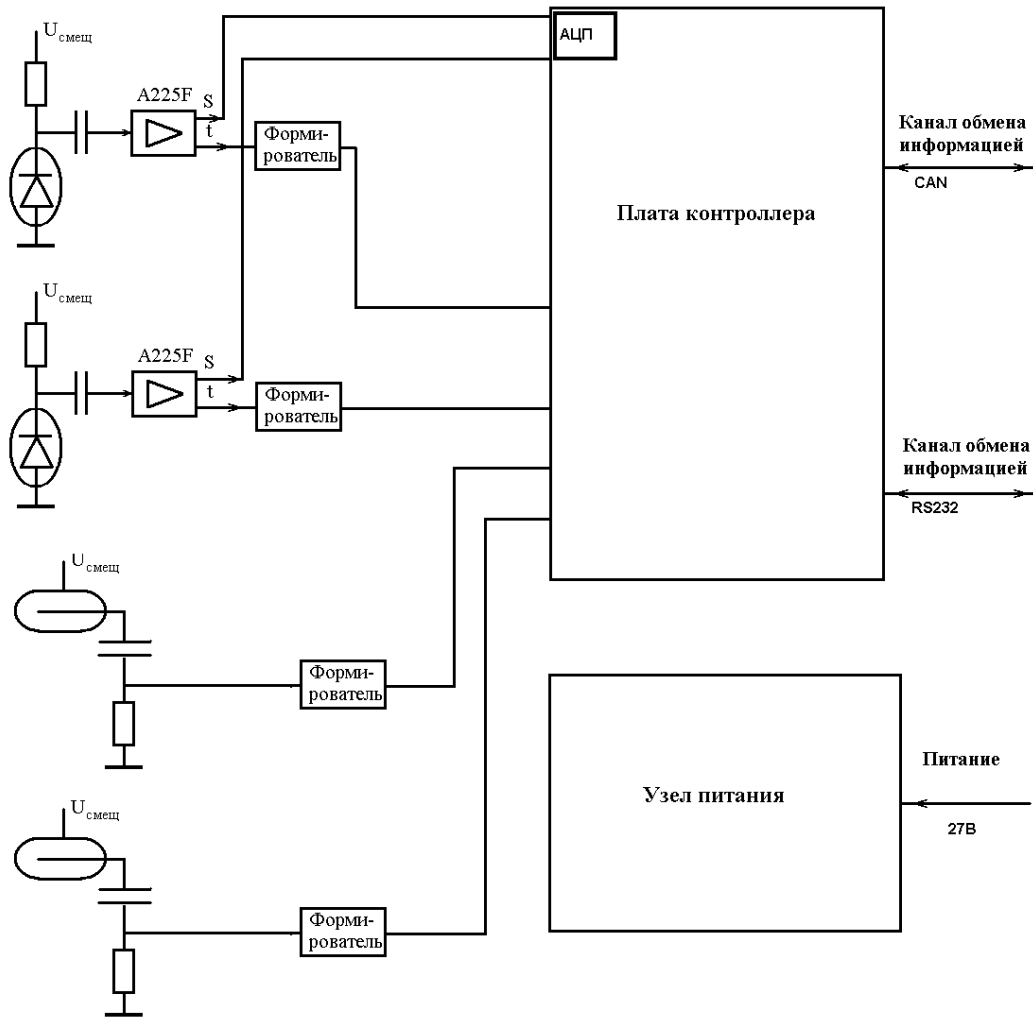 Uсмещ
АЦП
A225F
S
t
Форми-
рователь
Канал обмена
информацией
CAN
Плата контроллера
Uсмещ
A225F
S
t
Форми-
рователь
Канал обмена
информацией
RS232
Uсмещ
Форми-
рователь
Питание
Узел питания
27В
Uсмещ
Форми-
рователь